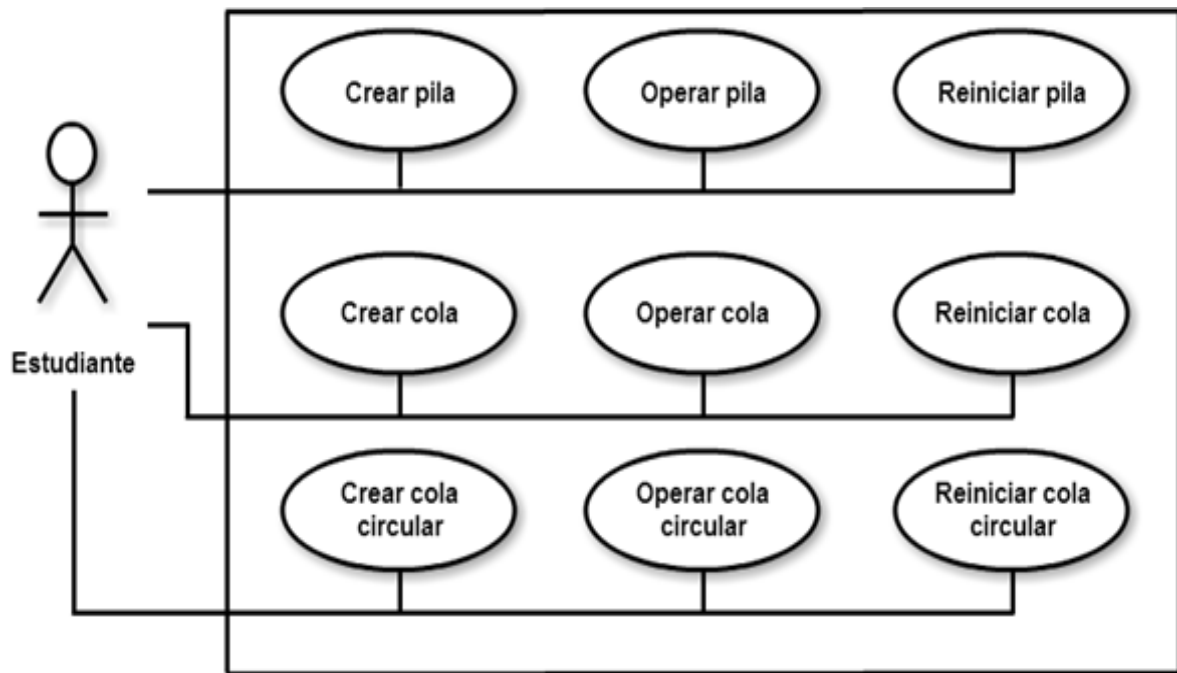 Crear pila
Operar pila
Reiniciar pila
Crear cola
Operar cola
Reiniciar cola
Estudiante
Crear cola
circular
Operar cola
circular
Reiniciar cola
circular